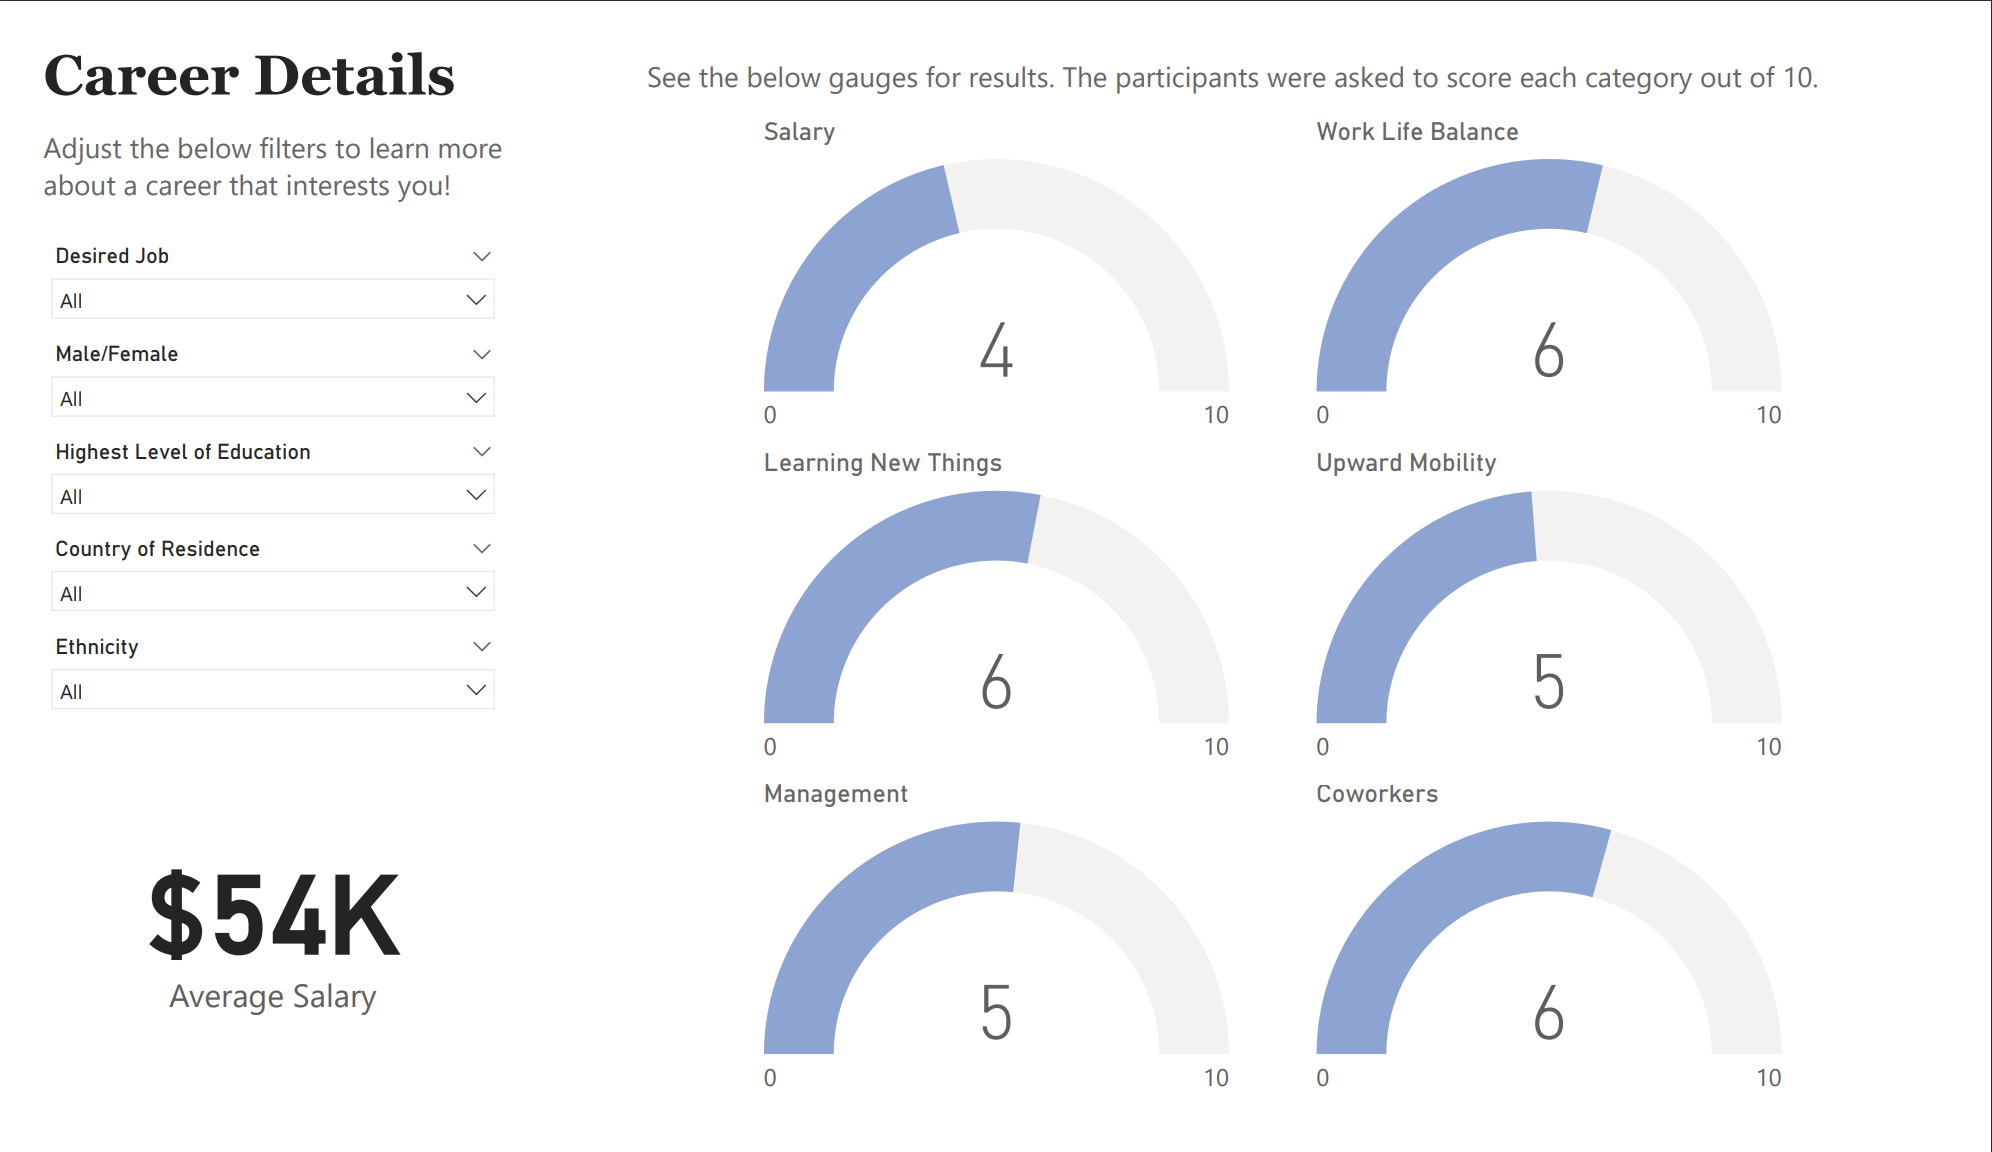 Career Details
Adjust the below filters to learn more
about a career that interests you!
Desired Job
All
Male/Female
All
Highest Level of Education
All
Country of Residence
All
Ethnicity
All
$54K
Average Salary
See the below gauges for results. The participants were asked to score each category out of 10.
Salary
4
0 10
Work Life Balance
6
0 10
Learning New Things
6
0 10
Upward Mobility
5
0 10
Management
5
0 10
Coworkers
6
0 10